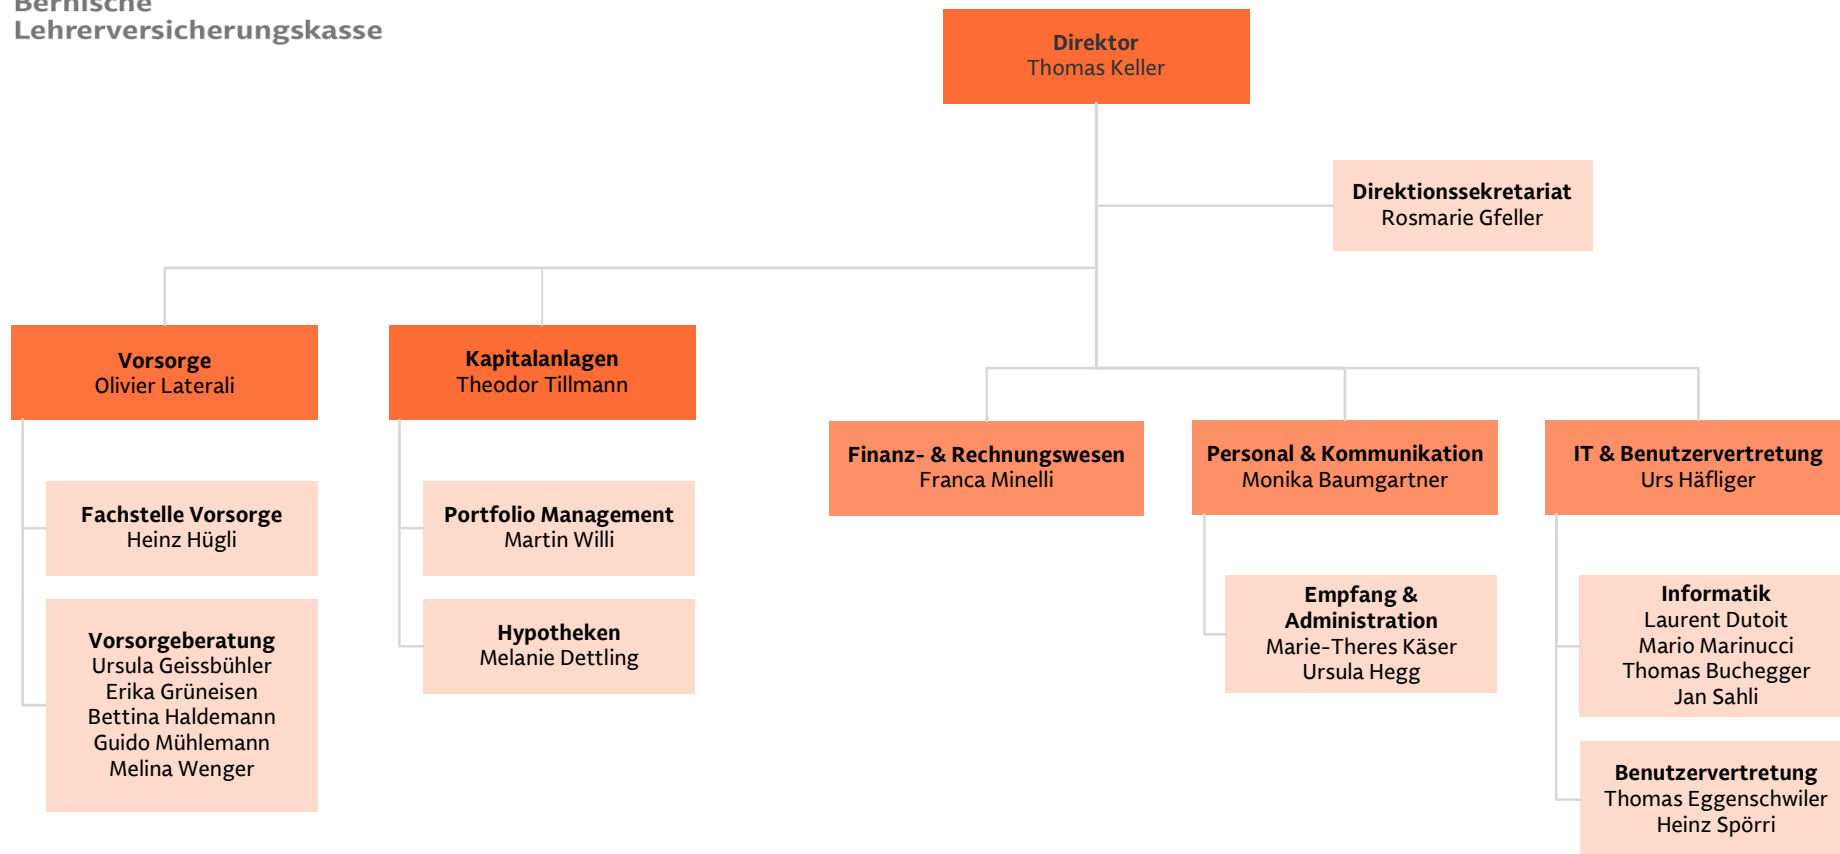 Bernische
Lehrerversicherungskasse
Direktor
Thomas Keller
Direktionssekretariat
Rosmarie Gfeller
Vorsorge
Olivier Laterali
Kapitalanlagen
Theodor Tillmann
Finanz- & Rechnungswesen
Franca Minelli
Personal & Kommunikation
Monika Baumgartner
IT & Benutzervertretung
Urs Häfliger
Fachstelle Vorsorge
Heinz Hügli
Vorsorgeberatung
Ursula Geissbühler
Erika Grüneisen
Bettina Haldemann
Guido Mühlemann
Melina Wenger
Portfolio Management
Martin Willi
Hypotheken
Melanie Dettling
Empfang &
Administration
Marie-Theres Käser
Ursula Hegg
Informatik
Laurent Dutoit
Mario Marinucci
Thomas Buchegger
Jan Sahli
Benutzervertretung
Thomas Eggenschwiler
Heinz Spörri